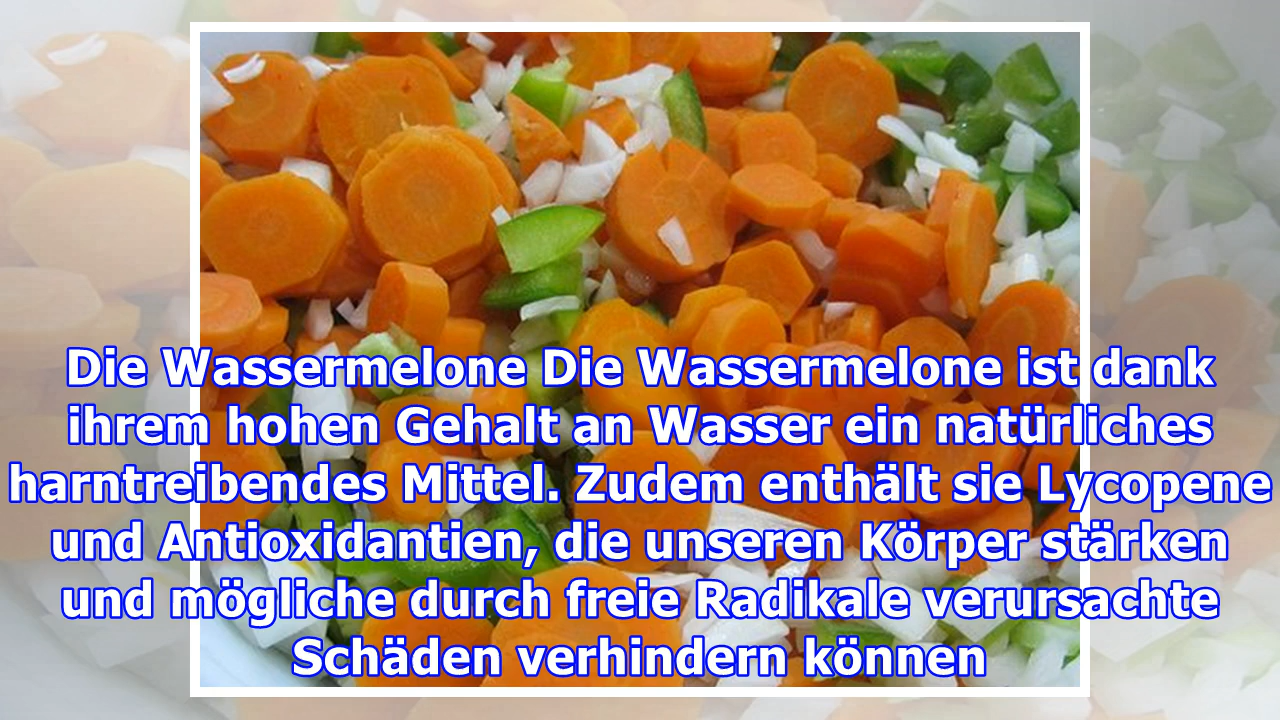 Die Wassermelone Die Wassermelone ist dank
ihrem hohen Gehalt an Wasser ein natürliches
harntreibendes Mittel. Zudem enthält sie Lycopene
und Antioxidantien, die unseren Körper stärken
und mögliche durch freie Radikale verursachte
Schäden verhindern können